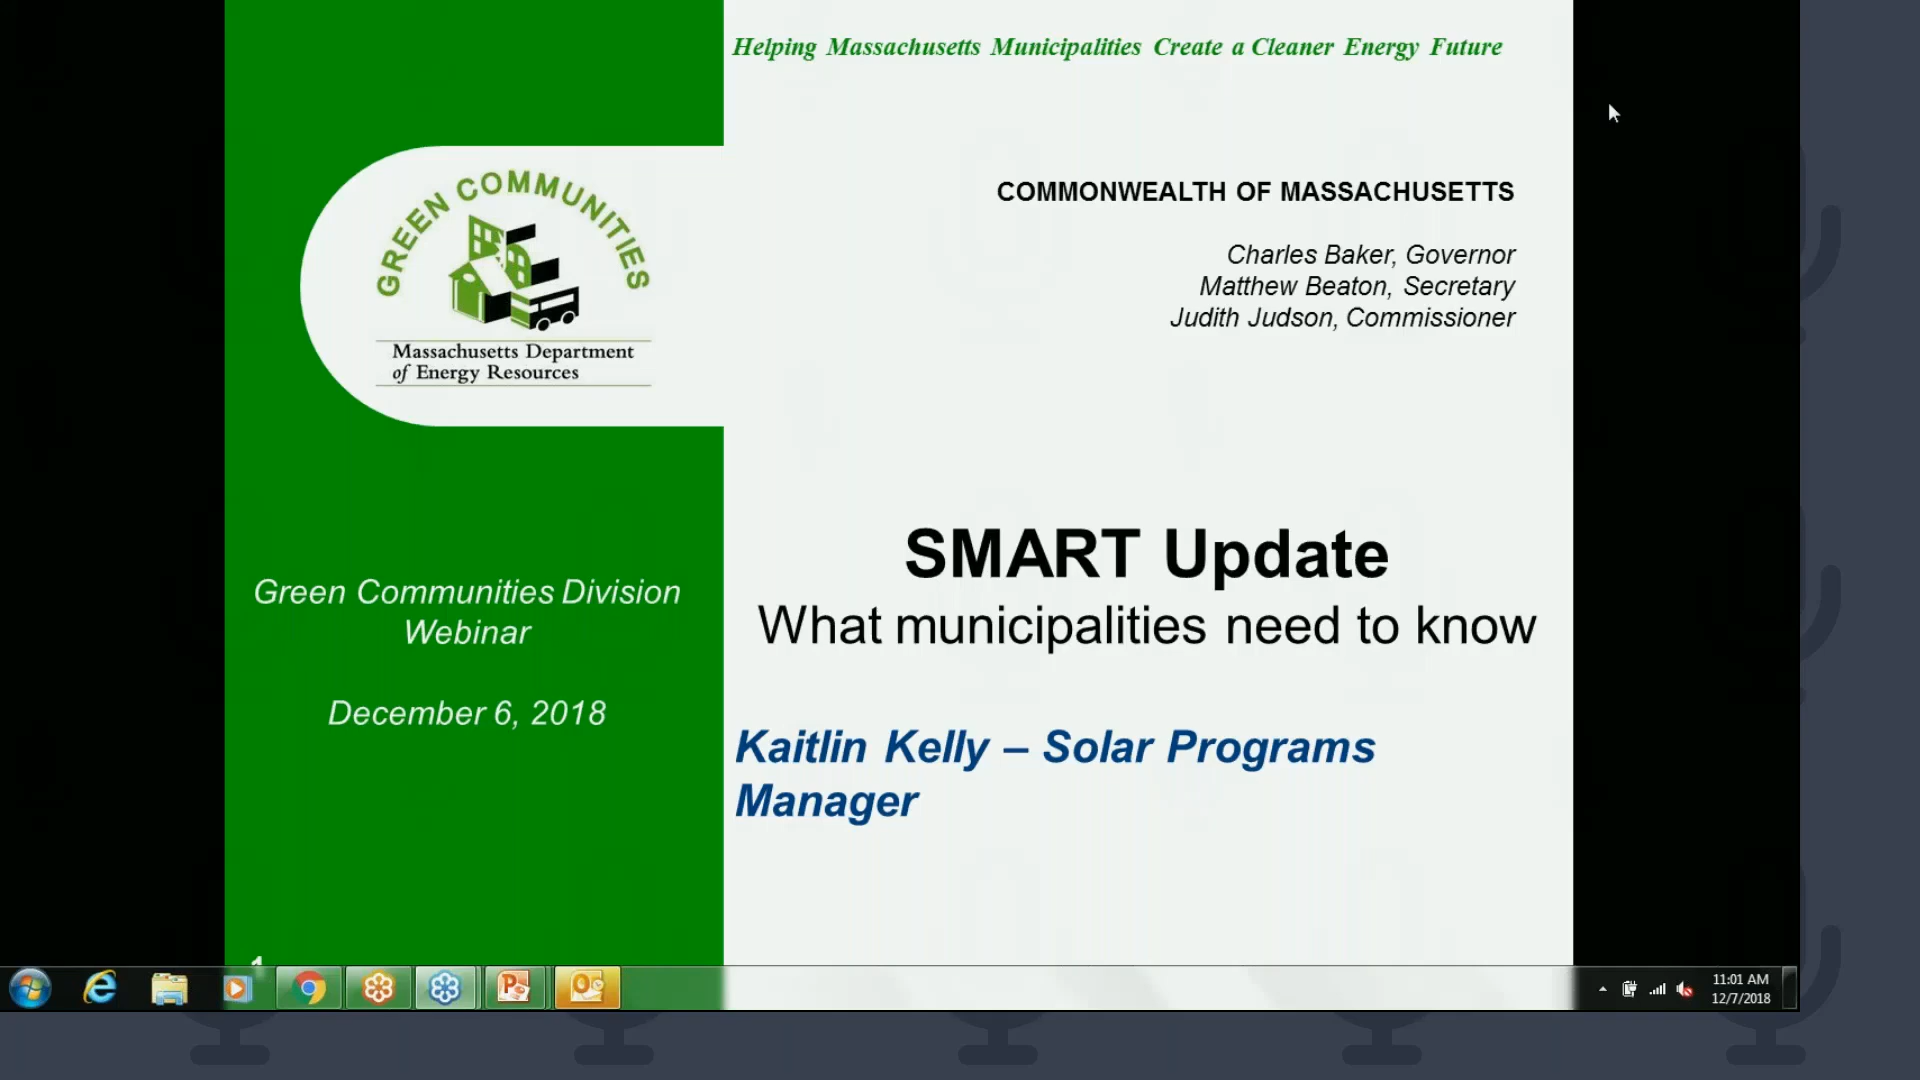 Helping Massachusetts Municipalities Create a Cleaner Energy Future
GREEN COMMUNITIES
Massachusetts Department
of Energy Resources
COMMONWEALTH OF MASSACHUSETTS
Charles Baker, Governor
Matthew Beaton, Secretary
Judith Judson, Commissioner
Green Communities Division
Webinar
December 6, 2018
SMART Update
What municipalities need to know
Kaitlin Kelly – Solar Programs
Manager
11:01 AM
12/7/2018